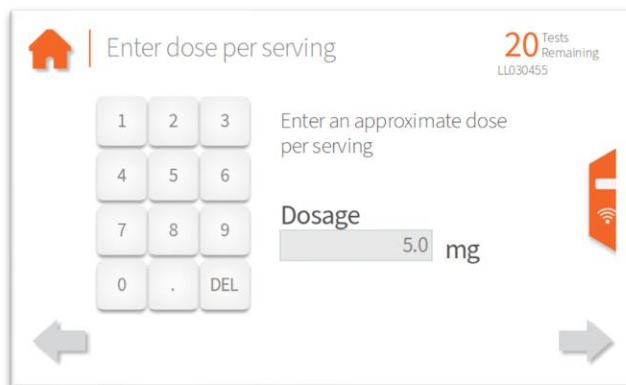 Enter dose per serving
20 Tests
Remaining
LL030455
1 2 3
4 5 6
7 8 9
0 . DEL
Enter an approximate dose
per serving
Dosage
5.0 mg